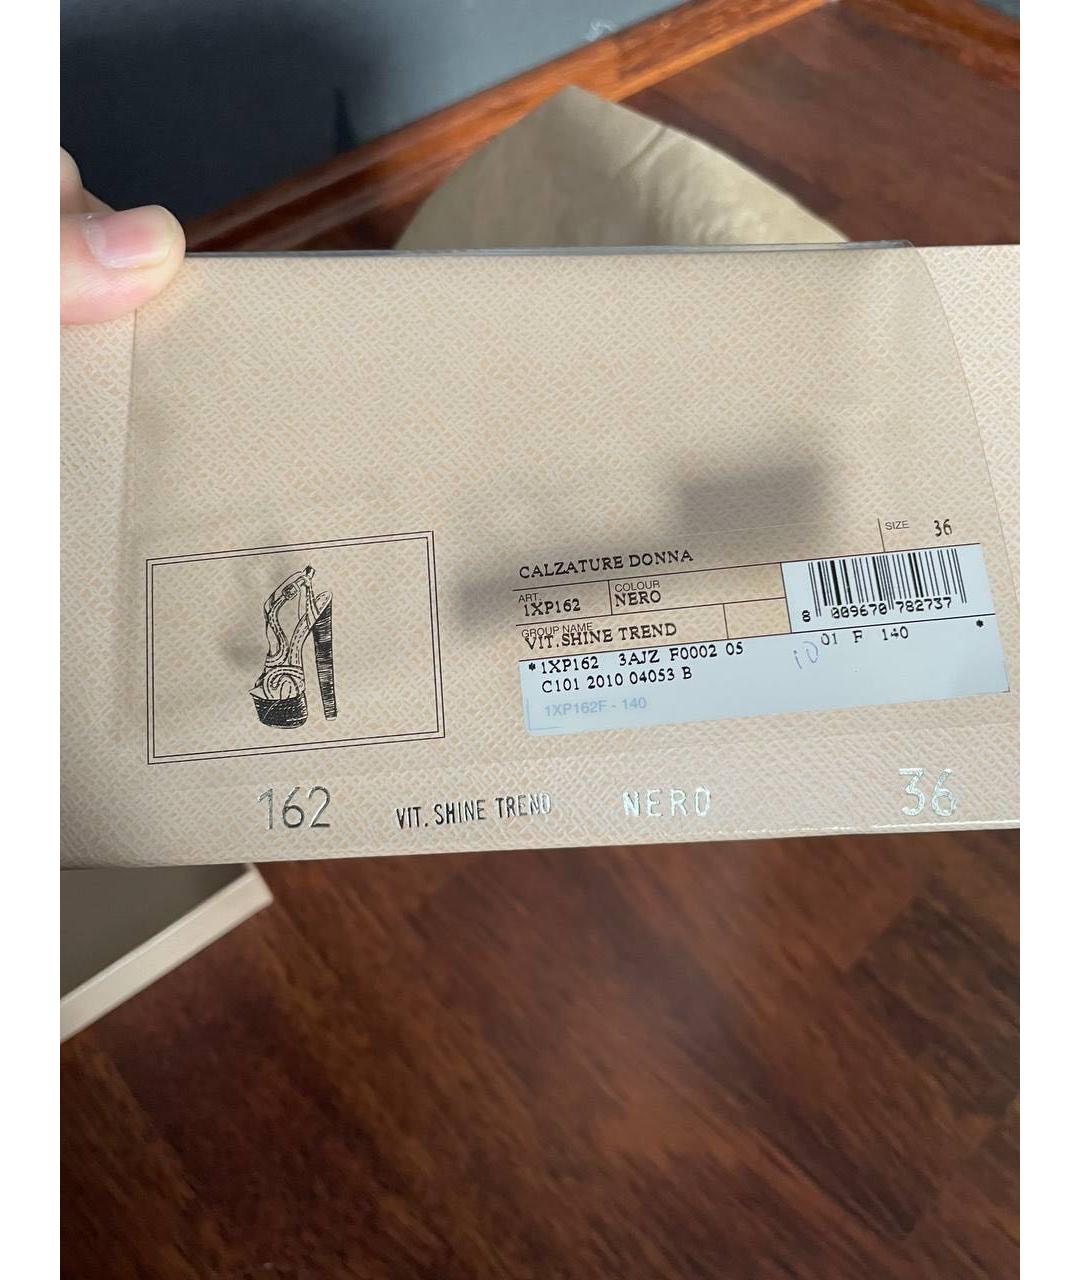 SIZE 36
CALZATURE DONNA
ART. 1XP162 COLOUR NERO
GROUP NAME
VIT.SHINE TREND
8 009670 782737
*1XP162 3AJZ F0002 05 01 F 140 *
C101 2010 04053 B
1XP162F - 140
10
162 VIT. SHINE TREND NERO 36